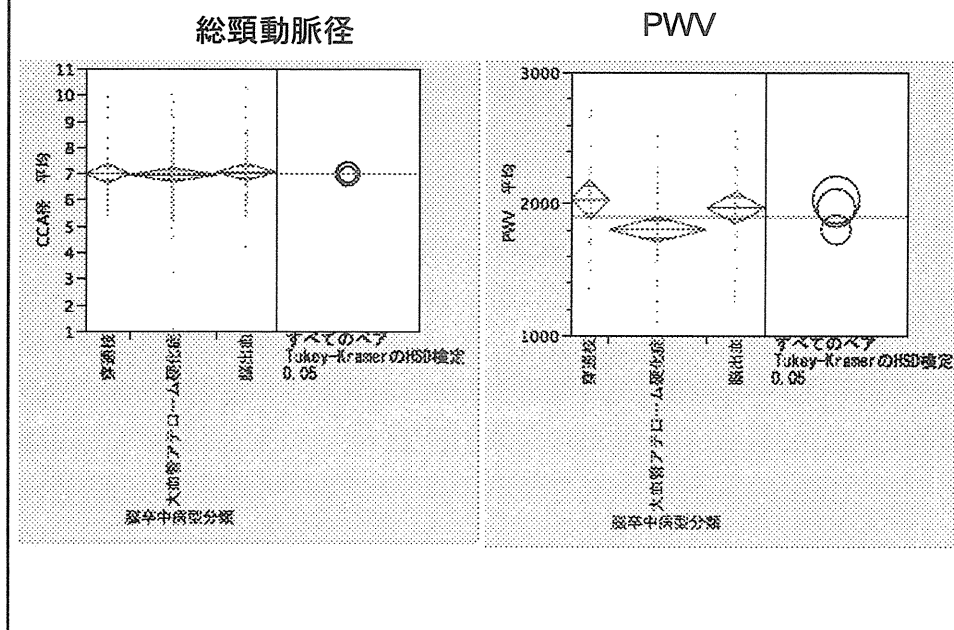 総頸動脈径
PWV
11
10
9
8
7
6
5
4
3
2
1
CCA径 平均
穿通枝
大血管アテロ…ム硬化症
脳出血
すべてのペア
Tukey-KramerのHSD検定
0.05
脳卒中病型分類
3000
2000
1000
PWV 平均
穿通枝
大血管アテロ…ム硬化症
脳出血
すべてのペア
Tukey-KramerのHSD検定
0.05
脳卒中病型分類